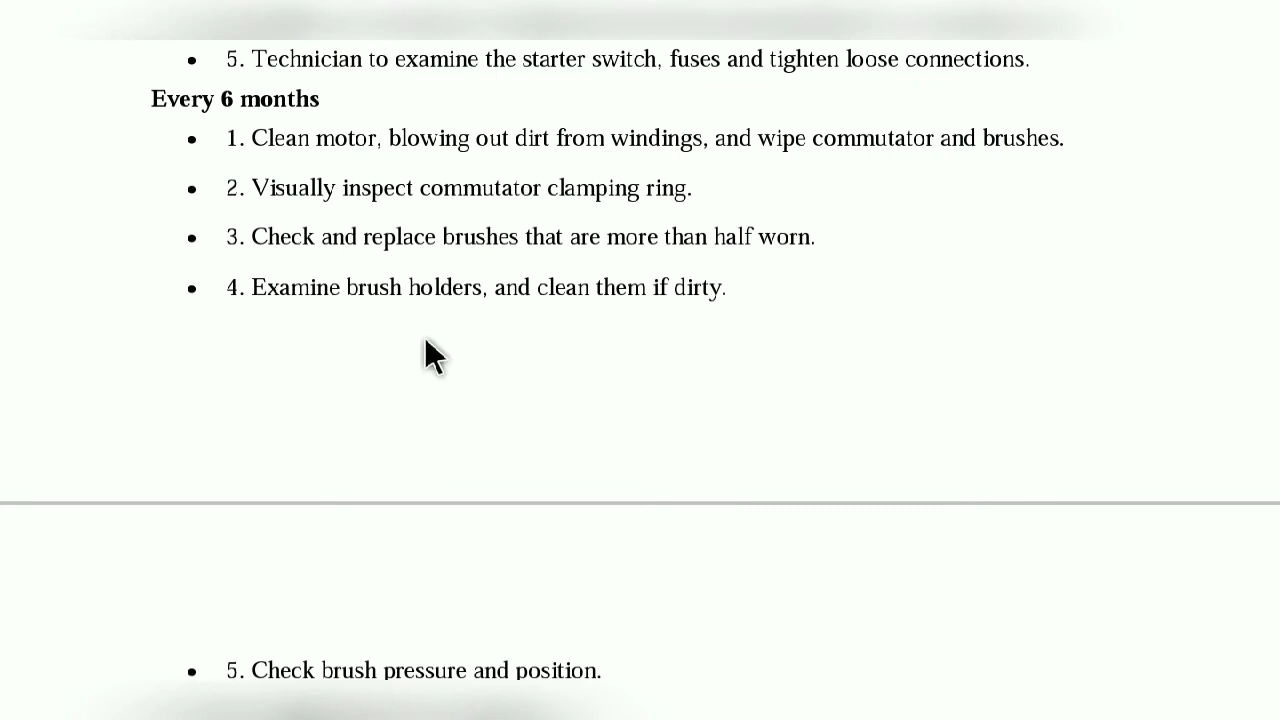 • 5. Technician to examine the starter switch, fuses and tighten loose connections.
Every 6 months
• 1. Clean motor, blowing out dirt from windings, and wipe commutator and brushes.
• 2. Visually inspect commutator clamping ring.
• 3. Check and replace brushes that are more than half worn.
• 4. Examine brush holders, and clean them if dirty.
• 5. Check brush pressure and position.